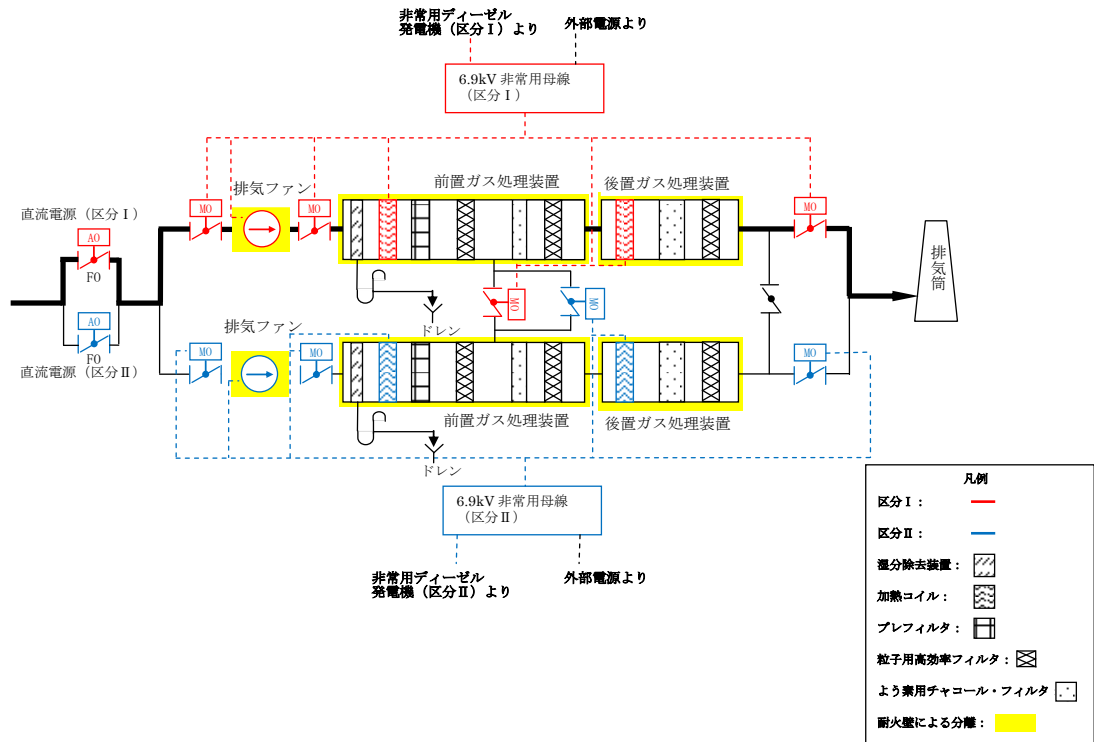 非常用ディーゼル
発電機（区分Ⅰ）より
外部電源より
6.9kV 非常用母線
（区分Ⅰ）
排気ファン
前置ガス処理装置
後置ガス処理装置
直流電源（区分Ⅰ）
MO
MO
MO
AO
FO
MO
MO
ドレン
排気筒
AO
FO
直流電源（区分Ⅱ）
排気ファン
MO
MO
MO
前置ガス処理装置
後置ガス処理装置
ドレン
6.9kV 非常用母線
（区分Ⅱ）
非常用ディーゼル
発電機（区分Ⅱ）より
外部電源より
凡例
区分Ⅰ：
区分Ⅱ：
湿分除去装置：
加熱コイル：
プレフィルタ：
粒子用高効率フィルタ：
よう素用チャコール・フィルタ
耐火壁による分離：